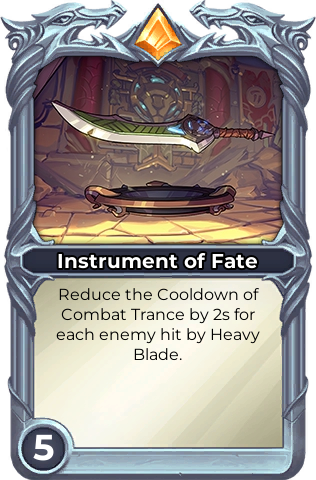 Instrument of Fate
Reduce the Cooldown of
Combat Trance by 2s for
each enemy hit by Heavy
Blade.
5